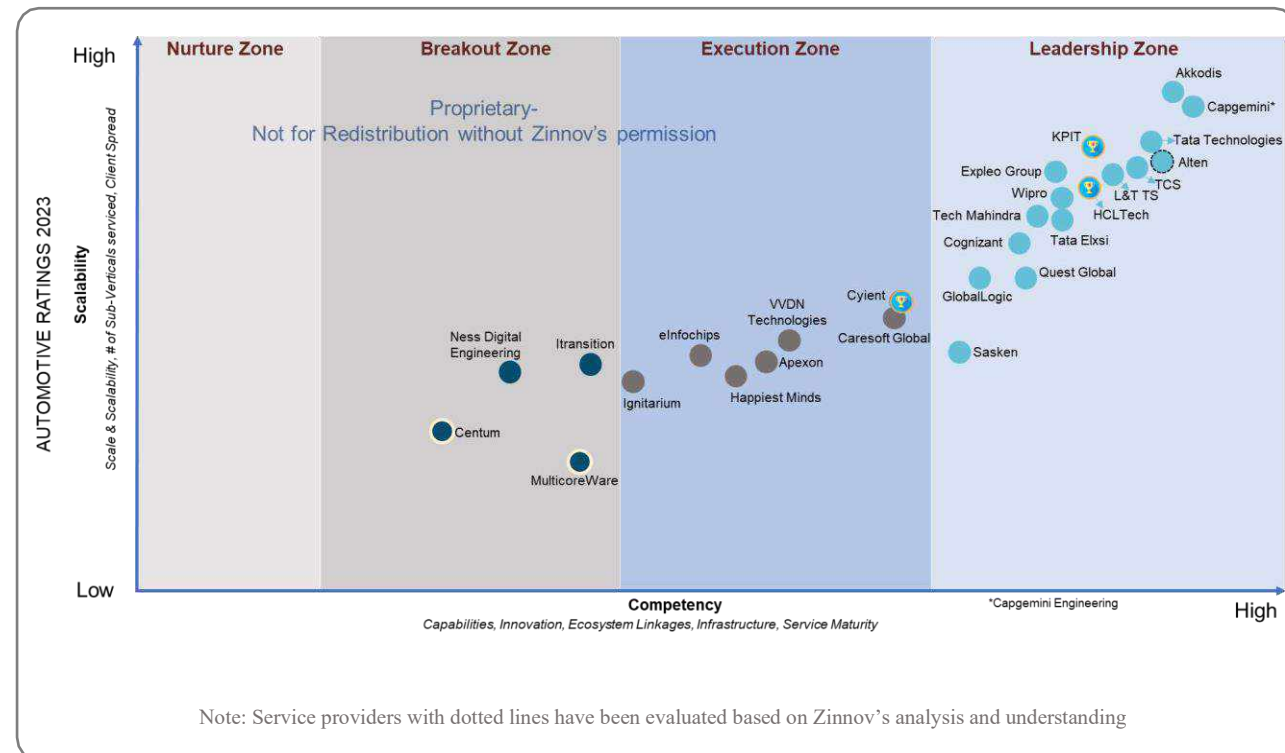 High
Nurture Zone
Breakout Zone
Execution Zone
Leadership Zone
Proprietary-
Not for Redistribution without Zinnov's permission
AUTOMOTIVE RATINGS 2023
Scalability
Scale & Scalability, # of Sub-Verticals serviced, Client Spread
Akkodis
Capgemini*
KPIT
Tata Technologies
Alten
Expleo Group
TCS
L&T TS
Wipro
HCLTech
Tech Mahindra
Tata Elxsi
Cognizant
Quest Global
GlobalLogic
Cyient
VVDN
Technologies
eInfochips
Caresoft Global
Ness Digital
Engineering
Itransition
Sasken
Apexon
Happiest Minds
Ignitarium
Centum
MulticoreWare
Low
Competency
*Capgemini Engineering
High
Capabilities, Innovation, Ecosystem Linkages, Infrastructure, Service Maturity
Note: Service providers with dotted lines have been evaluated based on Zinnov's analysis and understanding